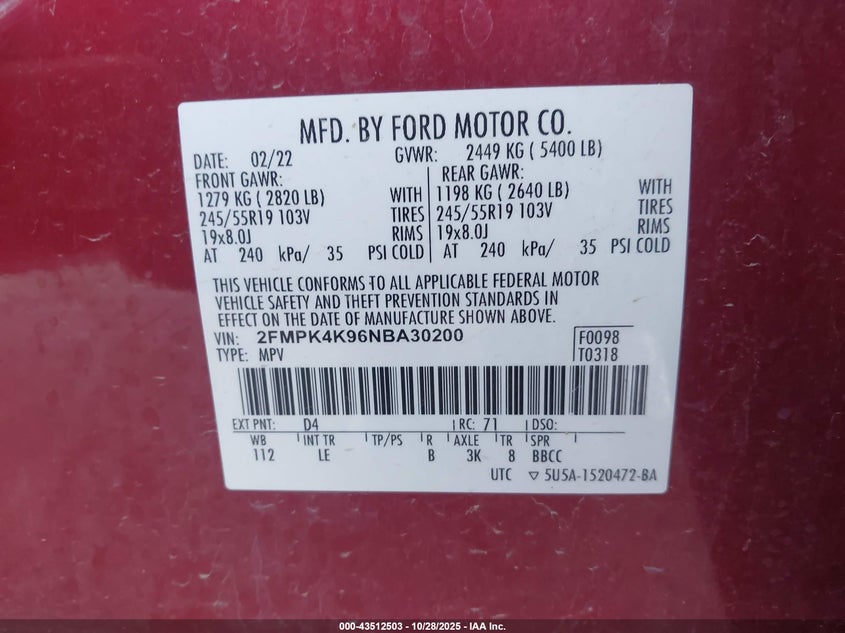 MFD. BY FORD MOTOR CO.
DATE: 02/22 GVWR: 2449 KG ( 5400 LB)
FRONT GAWR: REAR GAWR:
1279 KG ( 2820 LB) WITH 1198 KG ( 2640 LB) WITH
245/55R19 103V TIRES 245/55R19 103V TIRES
19x8.0J RIMS 19x8.0J RIMS
AT 240 kPa/ 35 PSI COLD AT 240 kPa/ 35 PSI COLD
THIS VEHICLE CONFORMS TO ALL APPLICABLE FEDERAL MOTOR
VEHICLE SAFETY AND THEFT PREVENTION STANDARDS IN
EFFECT ON THE DATE OF MANUFACTURE SHOWN ABOVE.
VIN: 2FMPK4K96NBA30200 F0098
TYPE: MPV T0318
EXT PNT: D4 RC: 71 DSO:
WB INT TR TP/PS R AXLE TR SPR
112 LE B 3K 8 BBCC
UTC ▽ 5U5A-1520472-BA
000-43512503 | 10/28/2025 - IAA Inc.